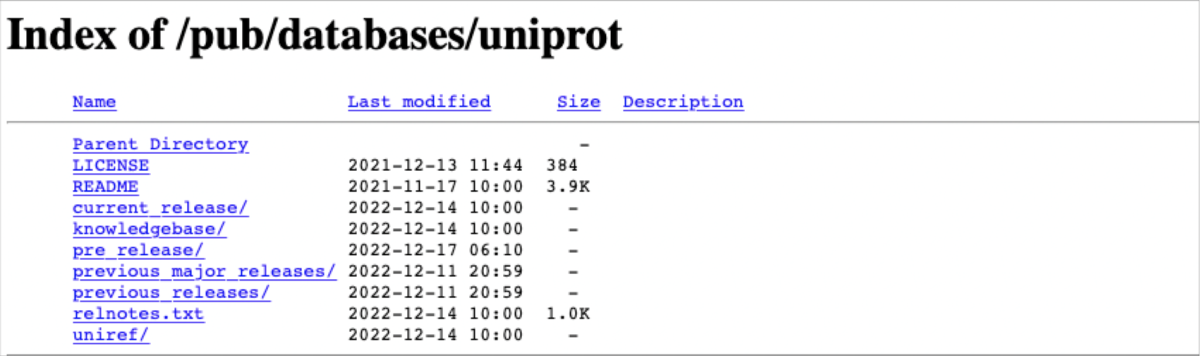 Index of /pub/databases/uniprot
Name Last modified Size Description
Parent Directory -
LICENSE 2021-12-13 11:44 384
README 2021-11-17 10:00 3.9K
current_release/ 2022-12-14 10:00 -
knowledgebase/ 2022-12-14 10:00 -
pre_release/ 2022-12-17 06:10 -
previous_major_releases/ 2022-12-11 20:59 -
previous_releases/ 2022-12-11 20:59 -
relnotes.txt 2022-12-14 10:00 1.0K
uniref/ 2022-12-14 10:00 -